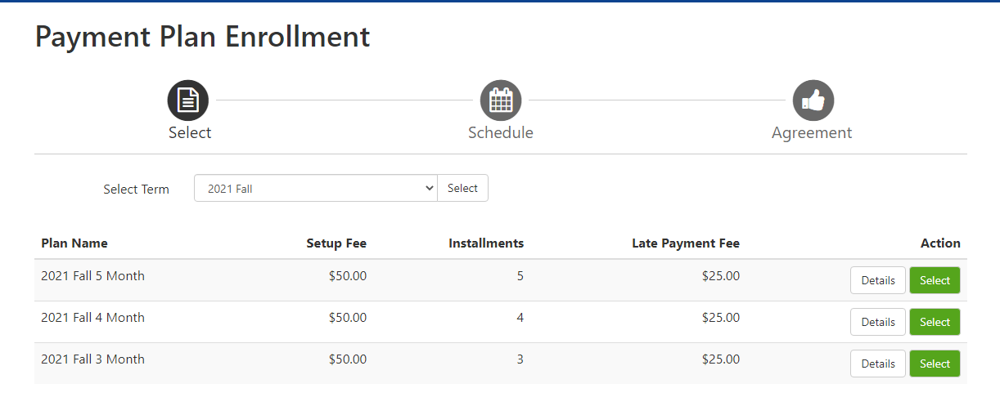 Payment Plan Enrollment
Select Schedule Agreement
Select Term 2021 Fall Select
Plan Name Setup Fee Installments Late Payment Fee Action
2021 Fall 5 Month $50.00 5 $25.00 Details Select
2021 Fall 4 Month $50.00 4 $25.00 Details Select
2021 Fall 3 Month $50.00 3 $25.00 Details Select